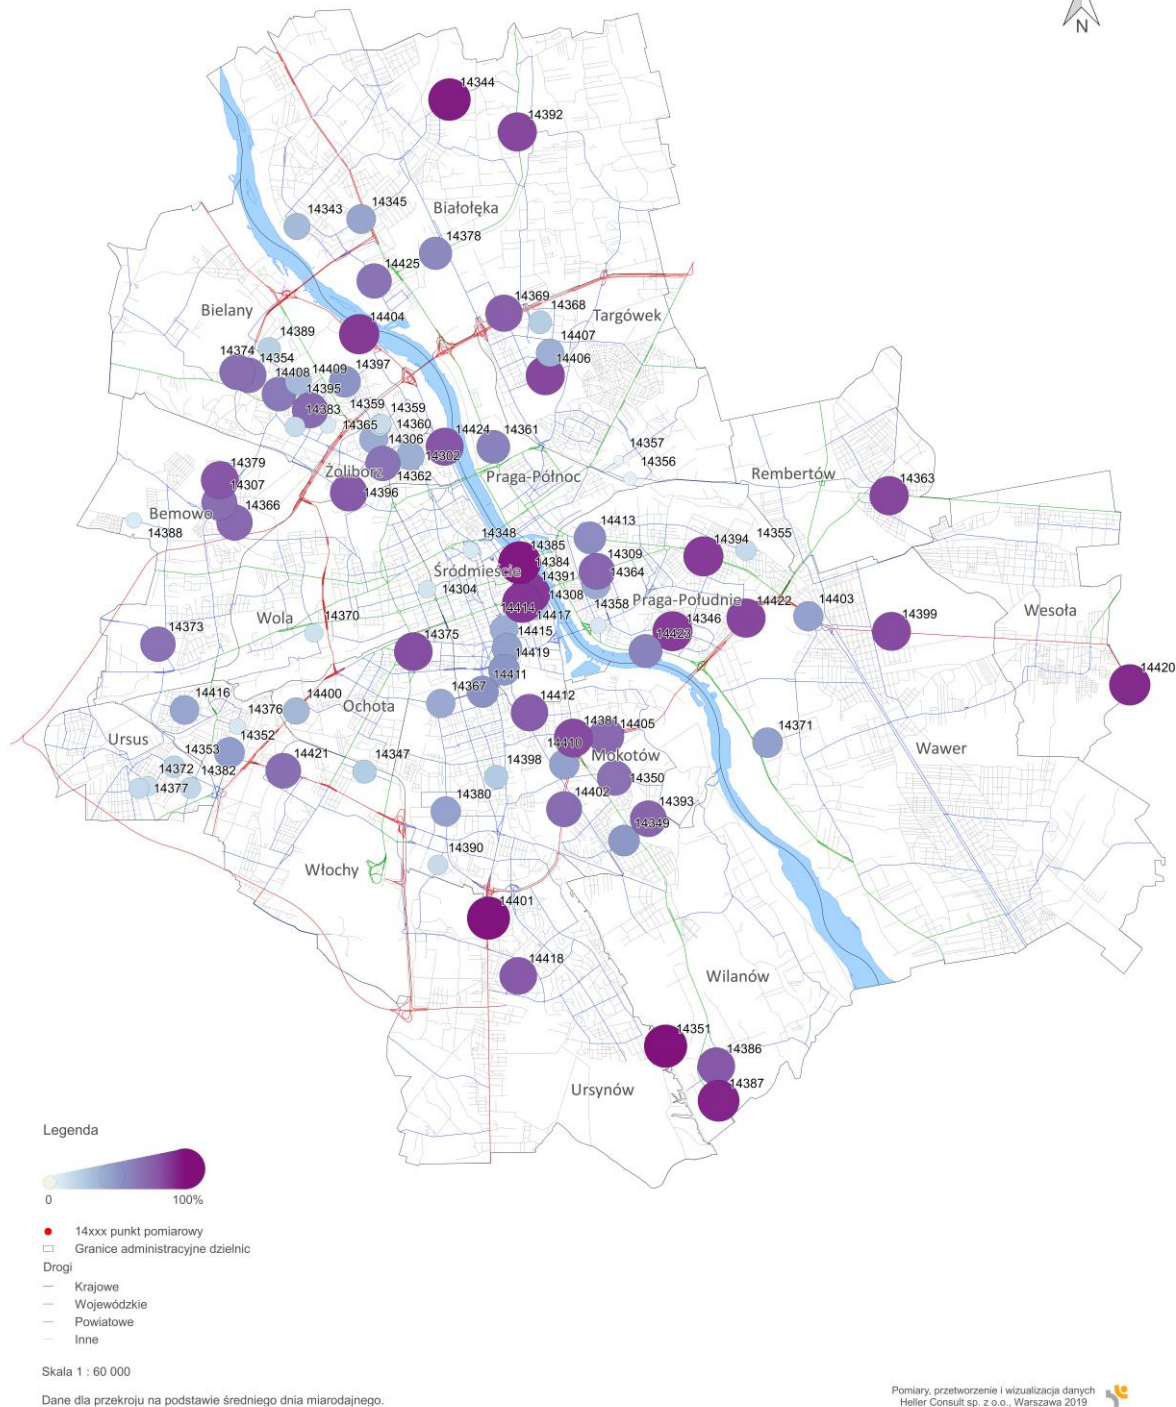 N
14344
14392
14343
14345
Białołęka
14378
14425
14369
14368
Targówek
Bielany
14404
14407
14389
14406
14374
14354
14397
14409
14408
14395
14383
14359
14359
14365
14360
14306
14424
14361
14302
14357
14356
Żoliborz
14362
Praga-Północ
Rembertów
14379
14363
14307
14396
14366
Bemowo
14388
14413
14348
14385
14394
14355
14384
14309
Śródmieście
14391
14364
14304
14308
14358
Praga-Południe
14422
14403
14414
14417
14346
Wola
14370
14415
14423
14399
Wesoła
14373
14375
14419
14411
14420
14367
14416
14376
14400
Ochota
14412
14381
14405
14371
Ursus
14352
14410
Wawer
14353
14421
14347
14398
Mokotów
14372
14382
14350
14377
14380
14402
14393
14349
14390
Włochy
14401
14418
Wilanów
14351
14386
Ursynów
14387
Legenda
0
100%
14xxx punkt pomiarowy
Granice administracyjne dzielnic
Drogi
Krajowe
Wojewódzkie
Powiatowe
Inne
Skala 1 : 60 000
Dane dla przekroju na podstawie średniego dnia miarodajnego.
Pomiary, przetworzenie i wizualizacja danych
Heller Consult sp. z o.o., Warszawa 2019